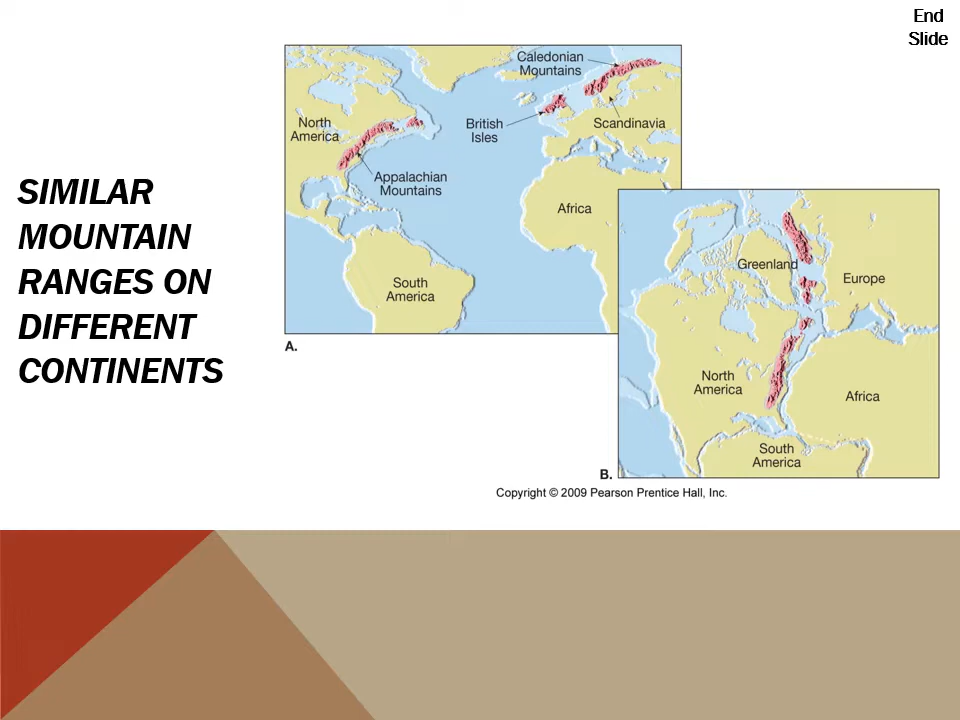 End
Slide
SIMILAR
MOUNTAIN
RANGES ON
DIFFERENT
CONTINENTS
Caledonian
Mountains
North
America
British
Isles
Scandinavia
Appalachian
Mountains
Africa
South
America
A.
Greenland
Europe
North
America
Africa
South
America
B.
Copyright © 2009 Pearson Prentice Hall, Inc.